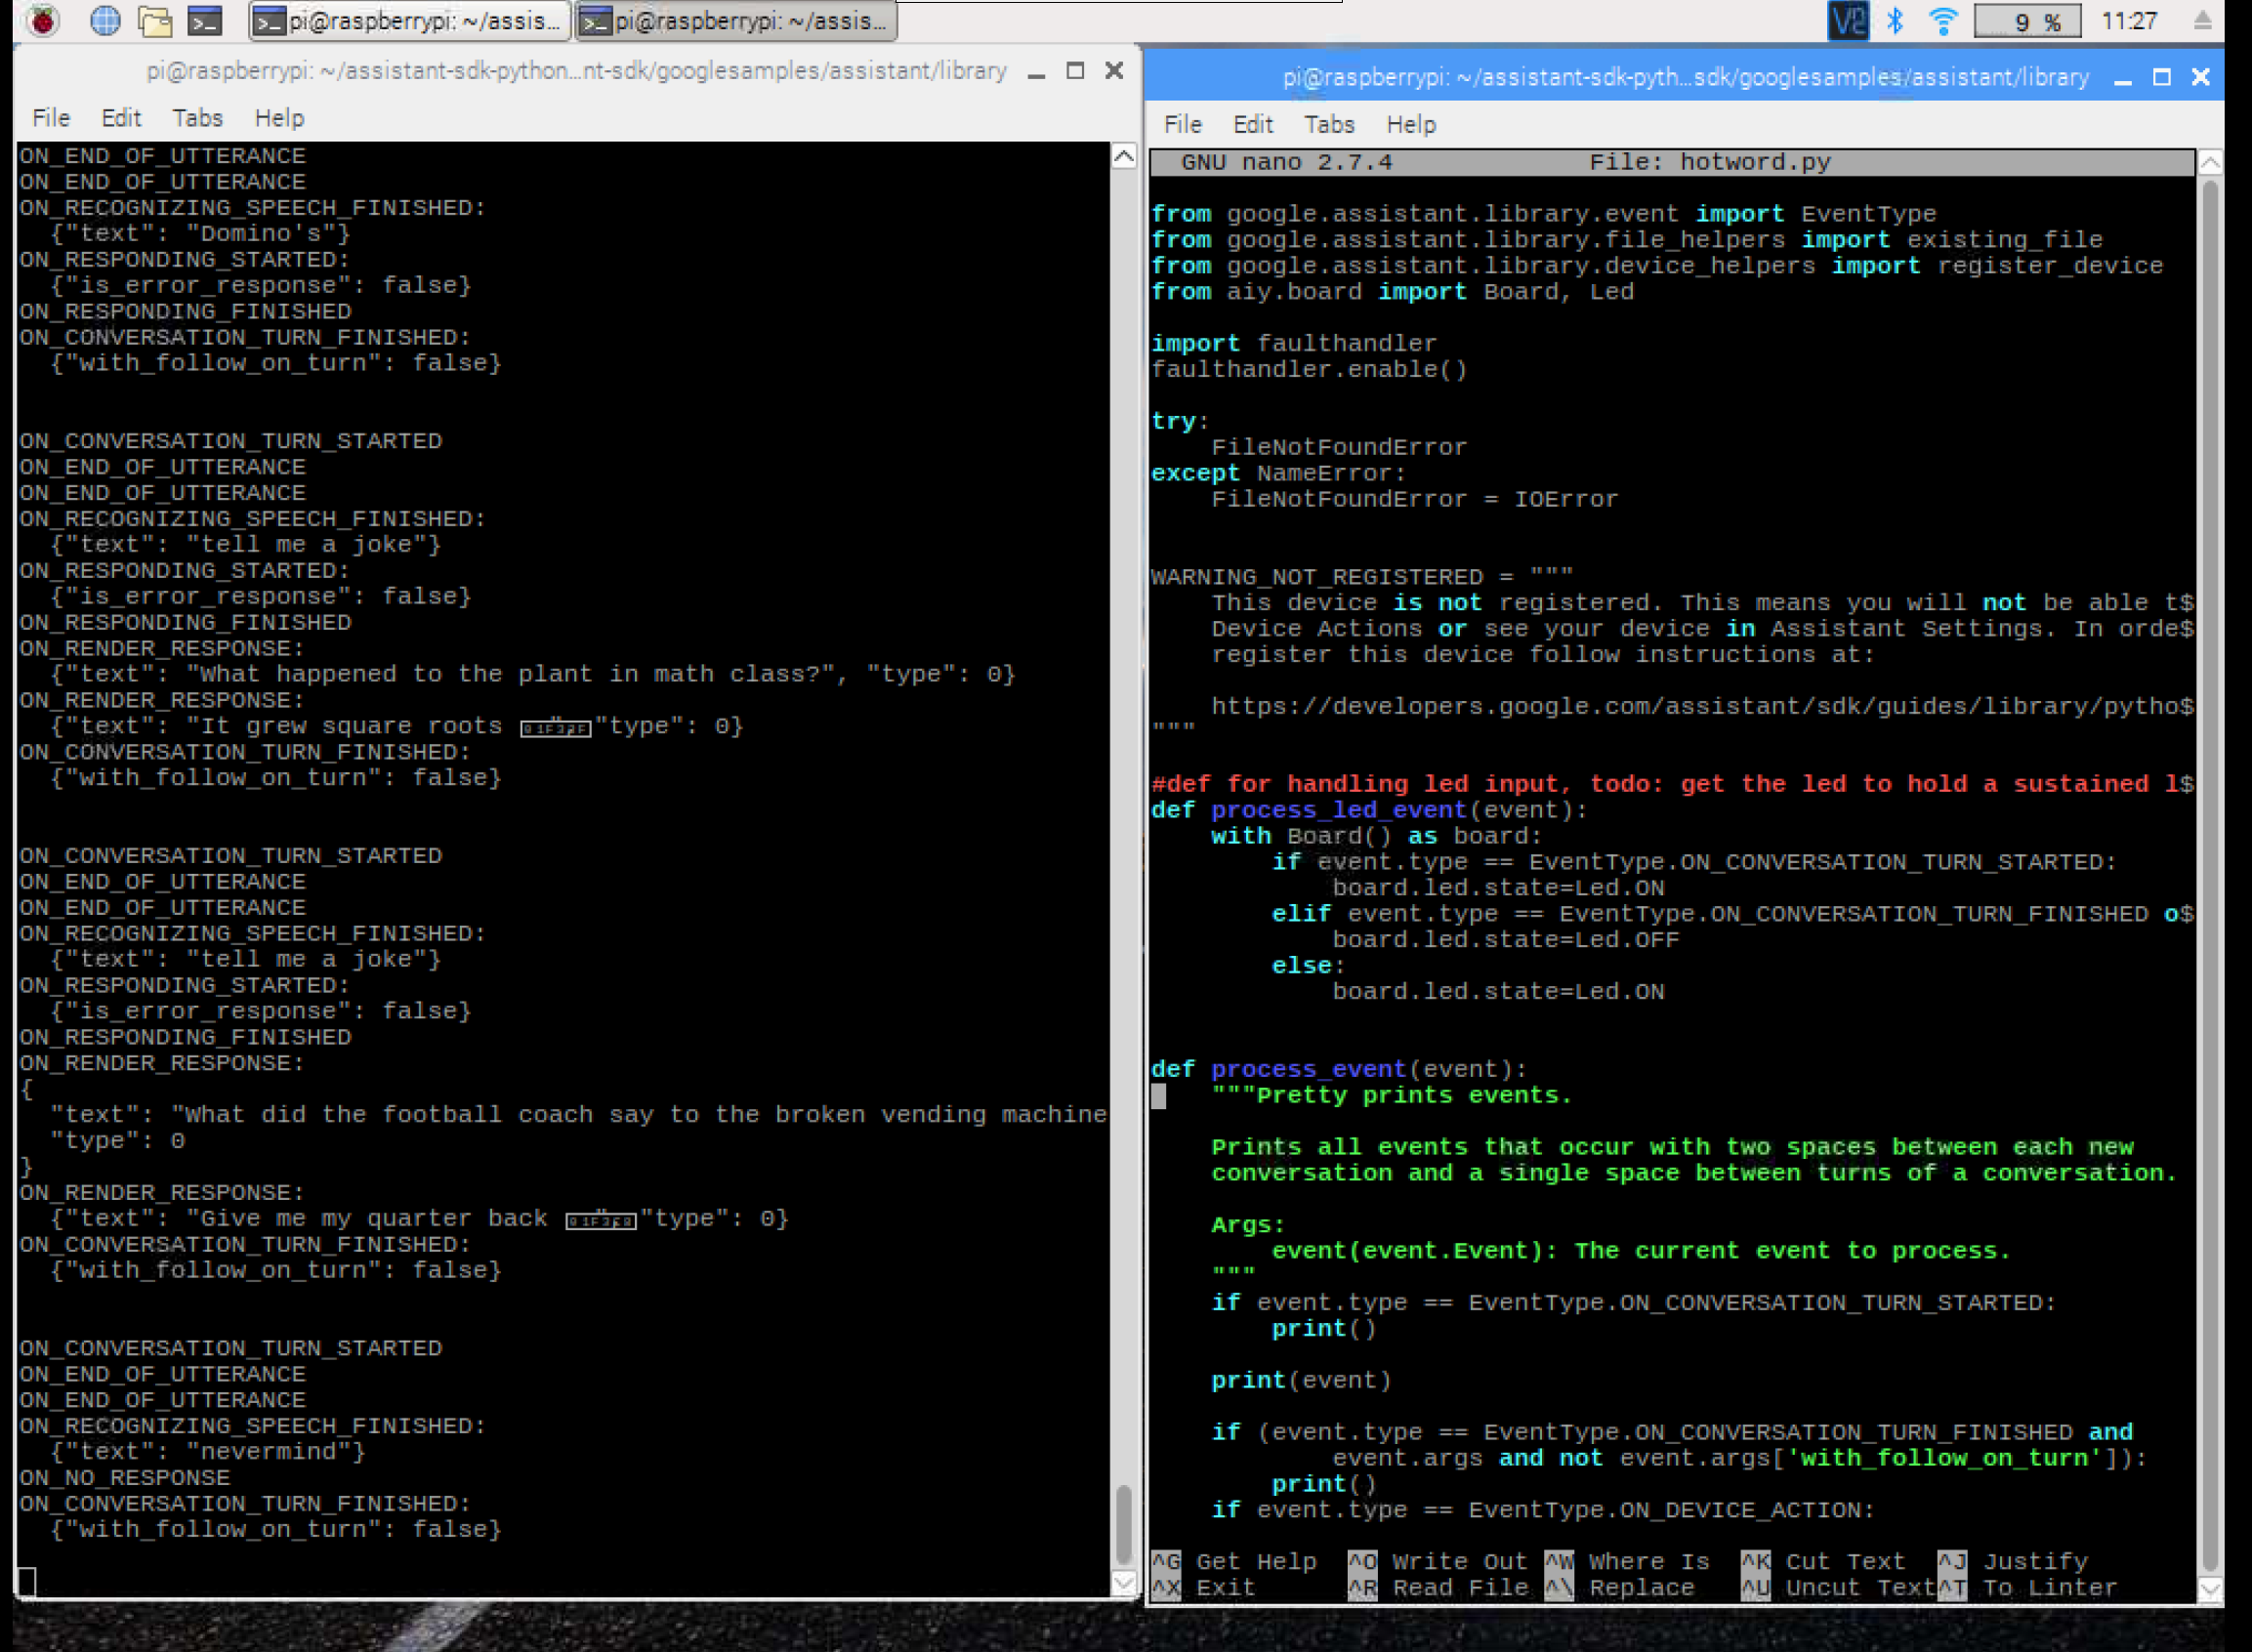 pi@raspberrypi: ~/assis...
pi@raspberrypi: ~/assis...
9 %
11:27
pi@raspberrypi: ~/assistant-sdk-python...nt-sdk/googlesamples/assistant/library
File Edit Tabs Help
ON_END_OF_UTTERANCE
ON_END_OF_UTTERANCE
ON_RECOGNIZING_SPEECH_FINISHED:
  {"text": "Domino's"}
ON_RESPONDING_STARTED:
  {"is_error_response": false}
ON_RESPONDING_FINISHED
ON_CONVERSATION_TURN_FINISHED:
  {"with_follow_on_turn": false}
ON_CONVERSATION_TURN_STARTED
ON_END_OF_UTTERANCE
ON_END_OF_UTTERANCE
ON_RECOGNIZING_SPEECH_FINISHED:
  {"text": "tell me a joke"}
ON_RESPONDING_STARTED:
  {"is_error_response": false}
ON_RESPONDING_FINISHED
ON_RENDER_RESPONSE:
  {"text": "What happened to the plant in math class?", "type": 0}
ON_RENDER_RESPONSE:
  {"text": "It grew square roots "type": 0}
ON_CONVERSATION_TURN_FINISHED:
  {"with_follow_on_turn": false}
ON_CONVERSATION_TURN_STARTED
ON_END_OF_UTTERANCE
ON_END_OF_UTTERANCE
ON_RECOGNIZING_SPEECH_FINISHED:
  {"text": "tell me a joke"}
ON_RESPONDING_STARTED:
  {"is_error_response": false}
ON_RESPONDING_FINISHED
ON_RENDER_RESPONSE:
{
  "text": "What did the football coach say to the broken vending machine
  "type": 0
}
ON_RENDER_RESPONSE:
  {"text": "Give me my quarter back "type": 0}
ON_CONVERSATION_TURN_FINISHED:
  {"with_follow_on_turn": false}
ON_CONVERSATION_TURN_STARTED
ON_END_OF_UTTERANCE
ON_END_OF_UTTERANCE
ON_RECOGNIZING_SPEECH_FINISHED:
  {"text": "nevermind"}
ON_NO_RESPONSE
ON_CONVERSATION_TURN_FINISHED:
  {"with_follow_on_turn": false}
pi@raspberrypi: ~/assistant-sdk-pyth...sdk/googlesamples/assistant/library
File Edit Tabs Help
GNU nano 2.7.4 File: hotword.py
from google.assistant.library.event import EventType
from google.assistant.library.file_helpers import existing_file
from google.assistant.library.device_helpers import register_device
from aiy.board import Board, Led
import faulthandler
faulthandler.enable()
try:
    FileNotFoundError
except NameError:
    FileNotFoundError = IOError
WARNING_NOT_REGISTERED = """
    This device is not registered. This means you will not be able t$
    Device Actions or see your device in Assistant Settings. In orde$
    register this device follow instructions at:
    https://developers.google.com/assistant/sdk/guides/library/pytho$
"""
#def for handling led input, todo: get the led to hold a sustained l$
def process_led_event(event):
    with Board() as board:
        if event.type == EventType.ON_CONVERSATION_TURN_STARTED:
            board.led.state=Led.ON
        elif event.type == EventType.ON_CONVERSATION_TURN_FINISHED o$
            board.led.state=Led.OFF
        else:
            board.led.state=Led.ON
def process_event(event):
    """Pretty prints events.
    Prints all events that occur with two spaces between each new
    conversation and a single space between turns of a conversation.
    Args:
        event(event.Event): The current event to process.
    """
    if event.type == EventType.ON_CONVERSATION_TURN_STARTED:
        print()
    print(event)
    if (event.type == EventType.ON_CONVERSATION_TURN_FINISHED and
            event.args and not event.args['with_follow_on_turn']):
        print()
    if event.type == EventType.ON_DEVICE_ACTION:
^G Get Help ^O Write Out ^W Where Is ^K Cut Text ^J Justify
^X Exit ^R Read File ^\ Replace ^U Uncut Text ^T To Linter